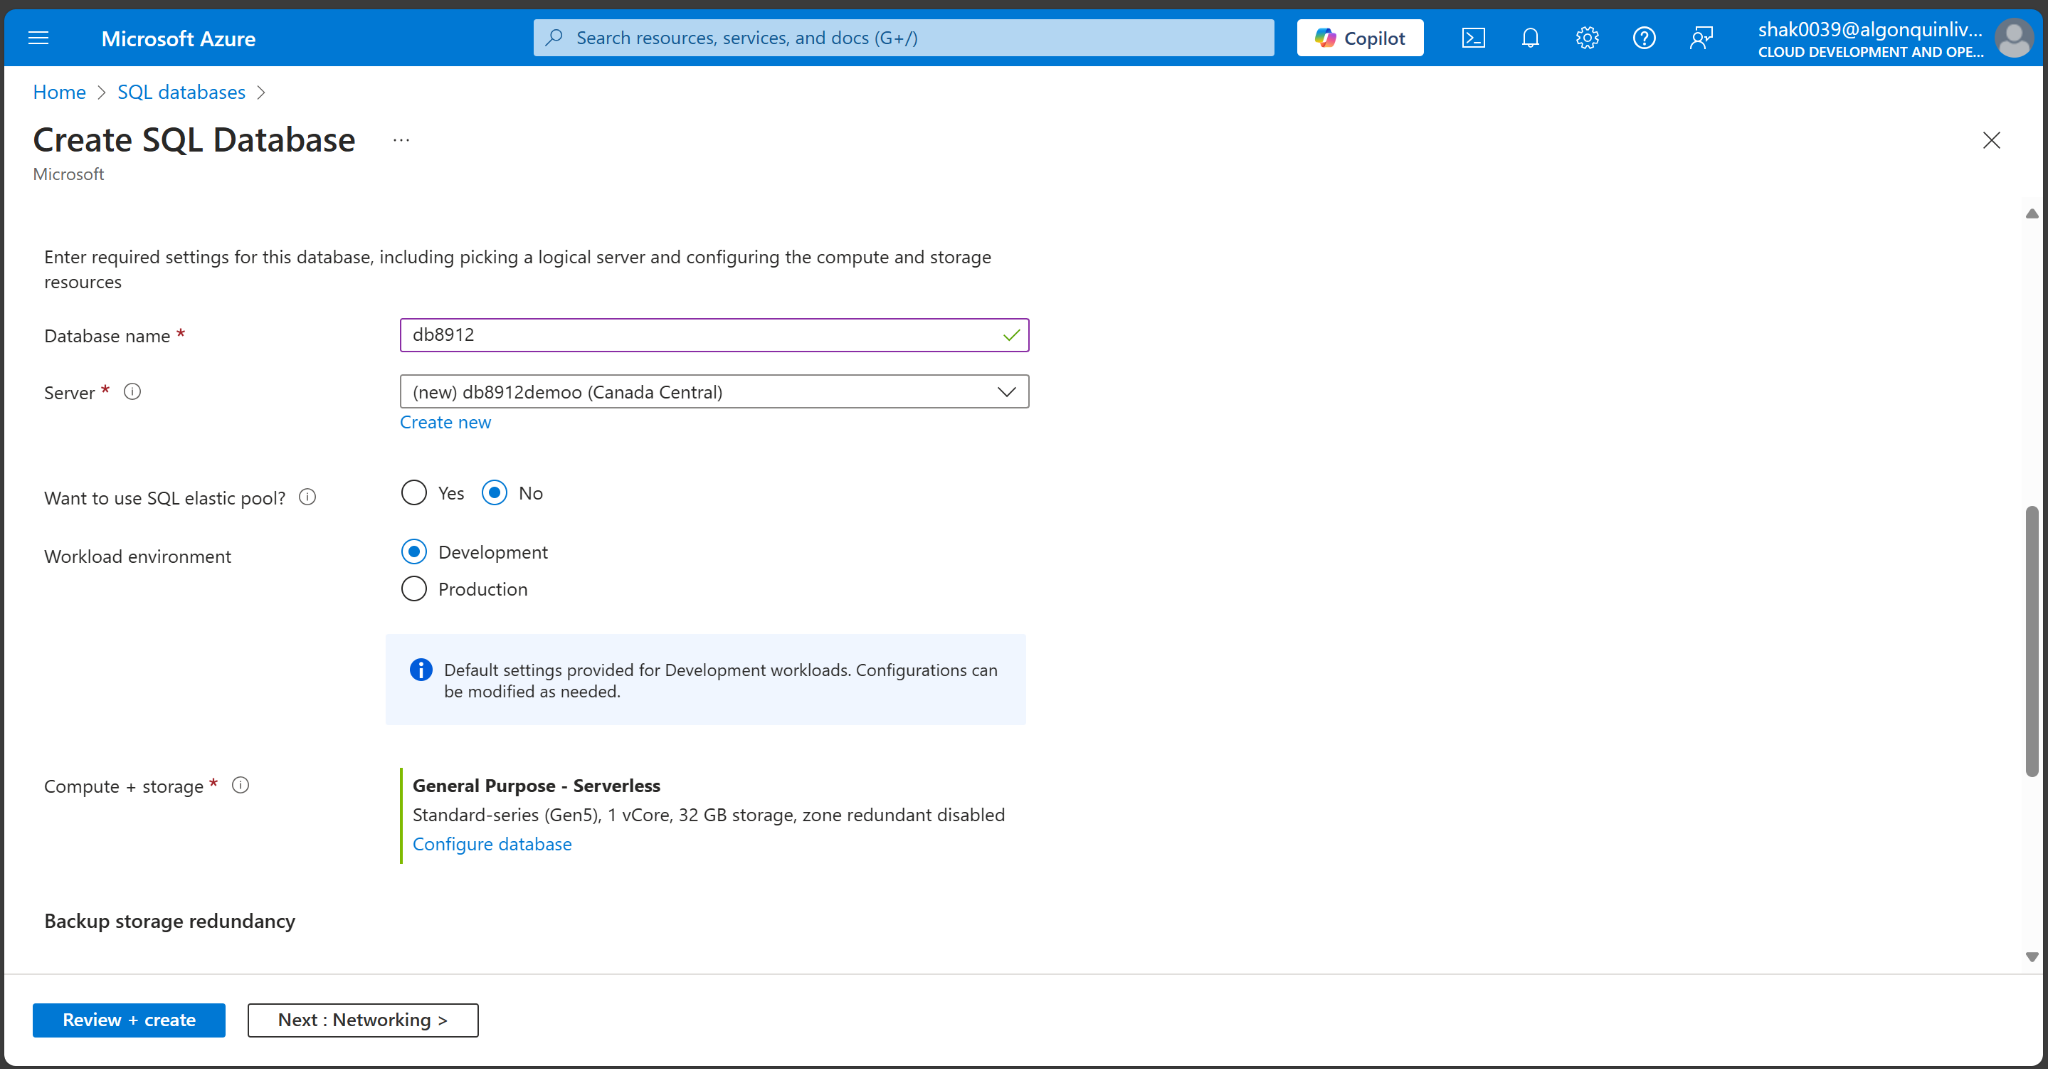 Microsoft Azure
Search resources, services, and docs (G+/)
Copilot
shak0039@algonquinliv...
CLOUD DEVELOPMENT AND OPE...
Home > SQL databases >
Create SQL Database ...
Microsoft
Enter required settings for this database, including picking a logical server and configuring the compute and storage
resources
Database name *
db8912
Server *
(new) db8912demoo (Canada Central)
Create new
Want to use SQL elastic pool?
Yes No
Workload environment
Development
Production
Default settings provided for Development workloads. Configurations can
be modified as needed.
Compute + storage *
General Purpose - Serverless
Standard-series (Gen5), 1 vCore, 32 GB storage, zone redundant disabled
Configure database
Backup storage redundancy
Review + create
Next : Networking >